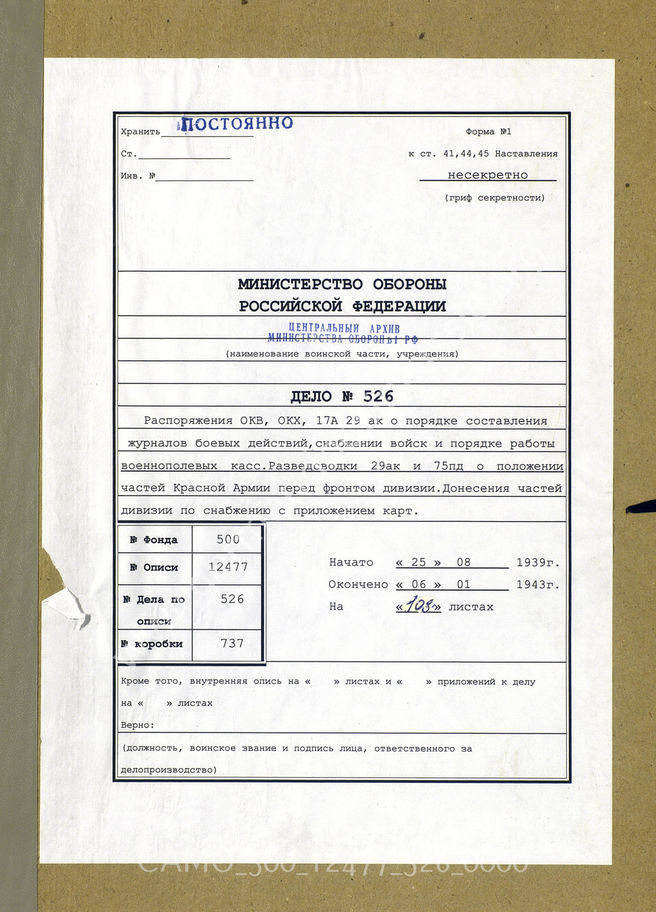 Хранить ПОСТОЯННО
Форма №1
Ст.
к ст. 41,44,45 Наставления
Инв. №
несекретно
(гриф секретности)
МИНИСТЕРСТВО ОБОРОНЫ
РОССИЙСКОЙ ФЕДЕРАЦИИ
ЦЕНТРАЛЬНЫЙ АРХИВ
МИНИСТЕРСТВА ОБОРОНЫ РФ
(наименование воинской части, учреждения)
ДЕЛО № 526
Распоряжения ОКВ, ОКХ, 17А 29 ак о порядке составления
журналов боевых действий,снабжении войск и порядке работы
военнополевых касс.Разведсводки 29ак и 75пд о положении
частей Красной Армии перед фронтом дивизии.Донесения частей
дивизии по снабжению с приложением карт.
№ Фонда 500
№ Описи 12477
№ Дела по описи 526
№ коробки 737
Начато « 25 » 08 1939г.
Окончено « 06 » 01 1943г.
На «103» листах
Кроме того, внутренняя опись на « » листах и « » приложений к делу
на « » листах
Верно:
(должность, воинское звание и подпись лица, ответственного за
делопроизводство)
CAMO_500_12477_526_0000